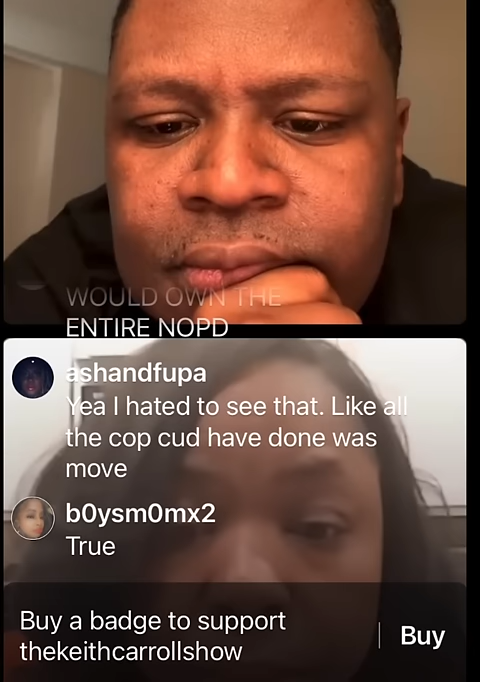 WOULD OWN THE
ENTIRE NOPD
ashandfupa
Yea I hated to see that. Like all
the cop cud have done was
move
b0ysm0mx2
True
Buy a badge to support
thekeithcarrollshow
Buy